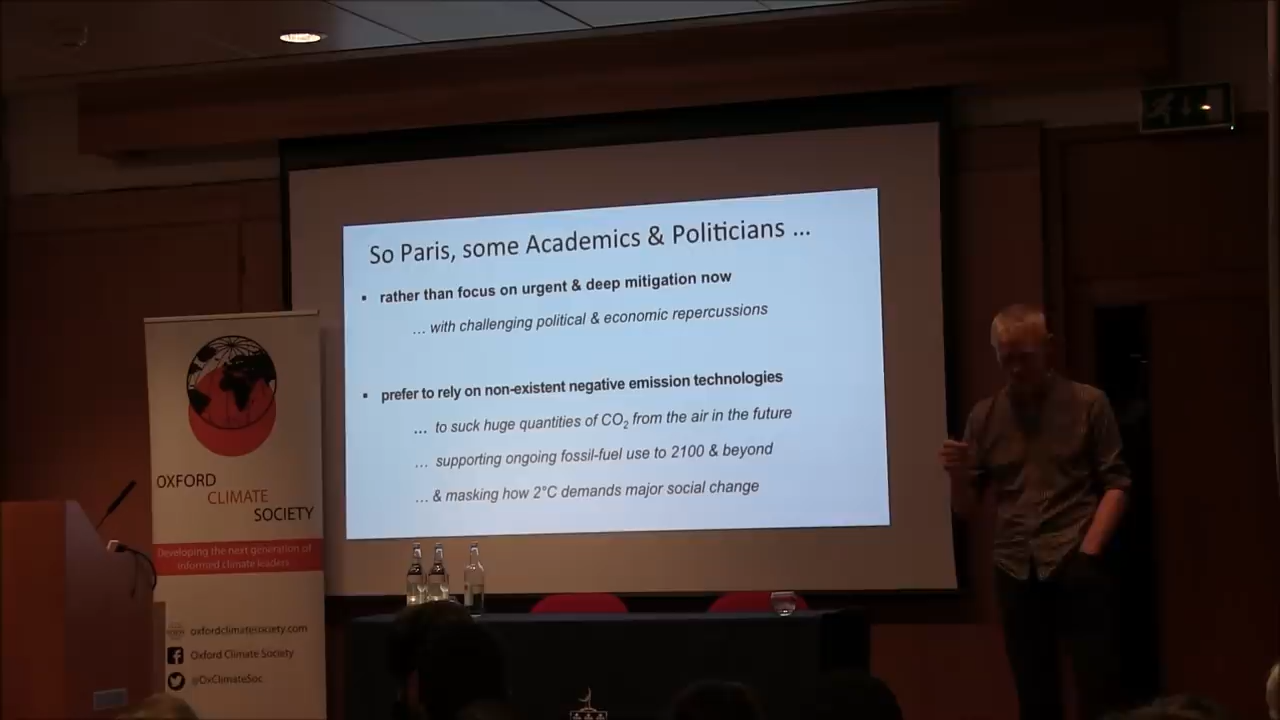 So Paris, some Academics & Politicians ...
• rather than focus on urgent & deep mitigation now
... with challenging political & economic repercussions
• prefer to rely on non-existent negative emission technologies
... to suck huge quantities of CO2 from the air in the future
... supporting ongoing fossil-fuel use to 2100 & beyond
... & masking how 2°C demands major social change
OXFORD
CLIMATE
SOCIETY
Developing the next generation of
informed climate leaders
oxfordclimatesociety.com
Oxford Climate Society
@OxClimateSoc